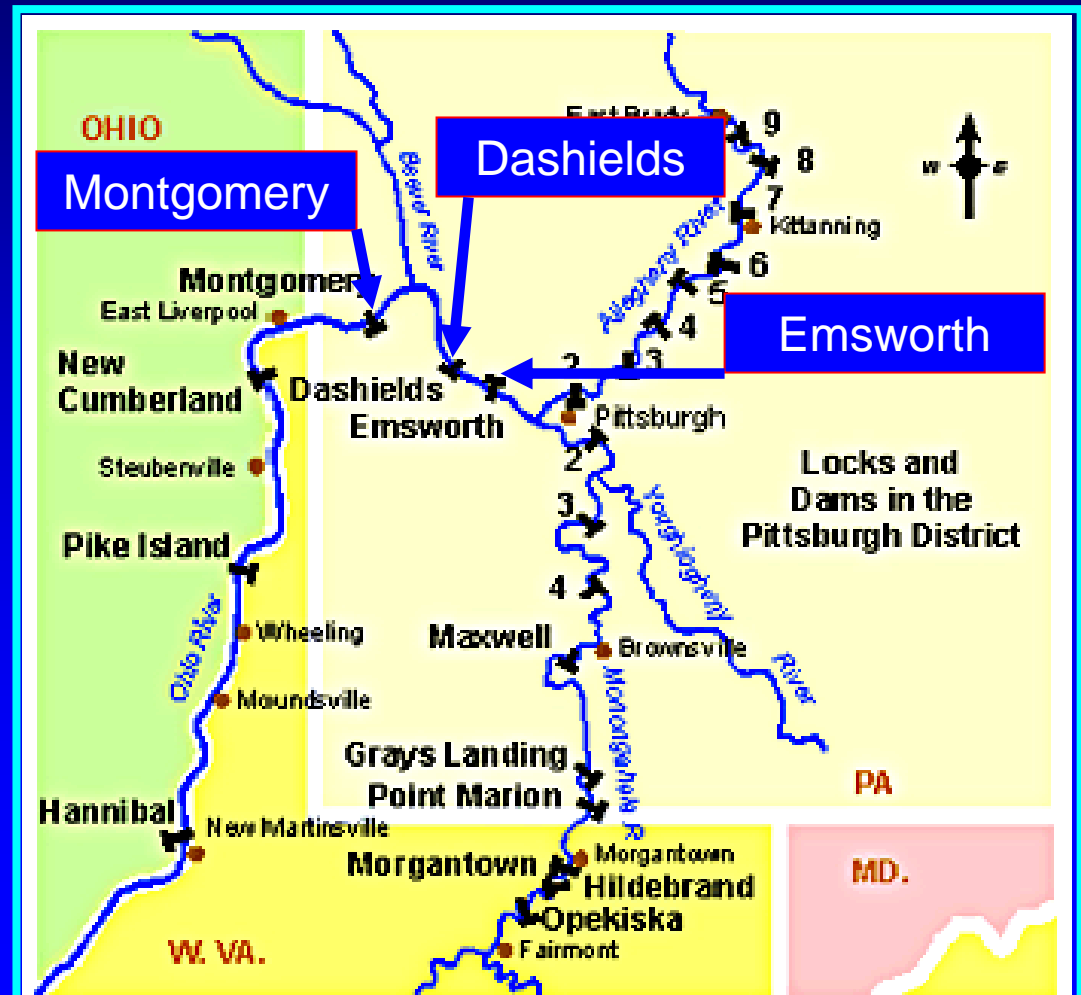 OHIO
Montgomery
Dashields
Beaver River
9
8
7
Kittanning
6
5
Allegheny River
4
Emsworth
3
2
Montgomery
East Liverpool
New
Cumberland
Dashields
Emsworth
Pittsburgh
2
Steubenville
3
Locks and
Dams in the
Pittsburgh District
Youghiogheny
River
Pike Island
4
Ohio River
Wheeling
Maxwell
Brownsville
Moundsville
Monongahela R
Grays Landing
Point Marion
PA
Hannibal
New Martinsville
Morgantown
Morgantown
Hildebrand
MD.
Opekiska
W. VA.
Fairmont
W
E